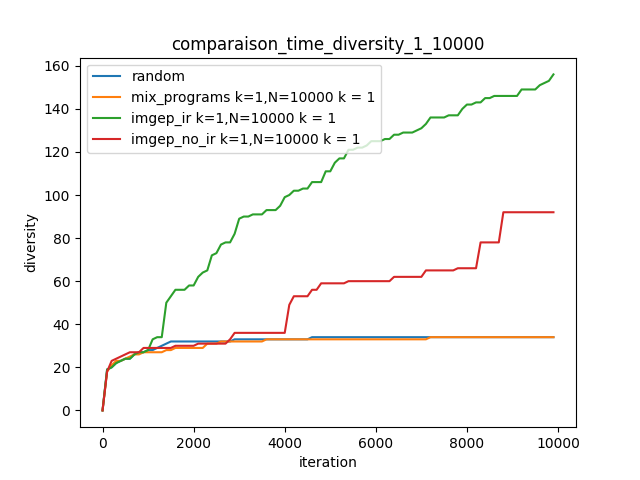 comparaison_time_diversity_1_10000
random
mix_programs k=1,N=10000 k = 1
imgep_ir k=1,N=10000 k = 1
imgep_no_ir k=1,N=10000 k = 1
160
140
120
100
80
60
40
20
0
diversity
0 2000 4000 6000 8000 10000
iteration